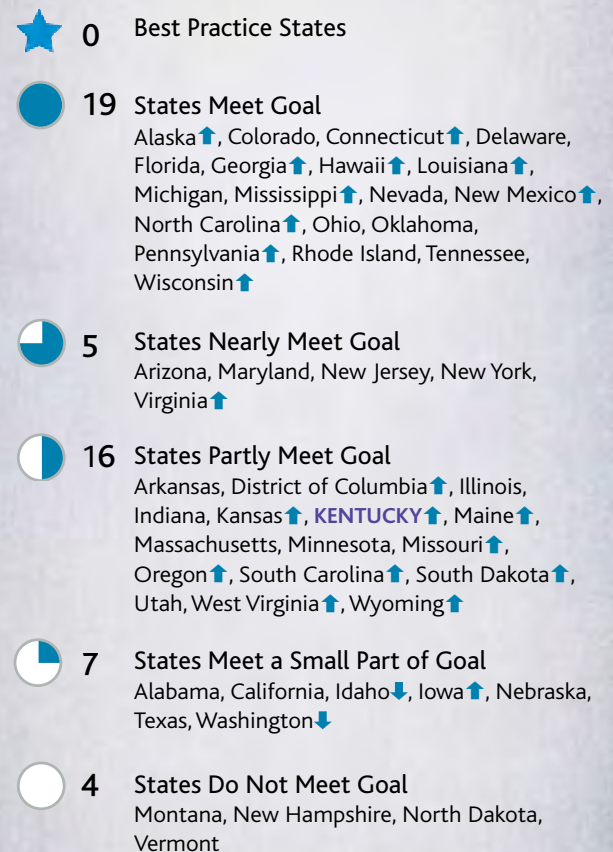 0 Best Practice States
19 States Meet Goal
Alaska⬆, Colorado, Connecticut⬆, Delaware,
Florida, Georgia⬆, Hawaii⬆, Louisiana⬆,
Michigan, Mississippi⬆, Nevada, New Mexico⬆,
North Carolina⬆, Ohio, Oklahoma,
Pennsylvania⬆, Rhode Island, Tennessee,
Wisconsin⬆
5 States Nearly Meet Goal
Arizona, Maryland, New Jersey, New York,
Virginia⬆
16 States Partly Meet Goal
Arkansas, District of Columbia⬆, Illinois,
Indiana, Kansas⬆, KENTUCKY⬆, Maine⬆,
Massachusetts, Minnesota, Missouri⬆,
Oregon⬆, South Carolina⬆, South Dakota⬆,
Utah, West Virginia⬆, Wyoming⬆
7 States Meet a Small Part of Goal
Alabama, California, Idaho⬇, Iowa⬆, Nebraska,
Texas, Washington⬇
4 States Do Not Meet Goal
Montana, New Hampshire, North Dakota,
Vermont